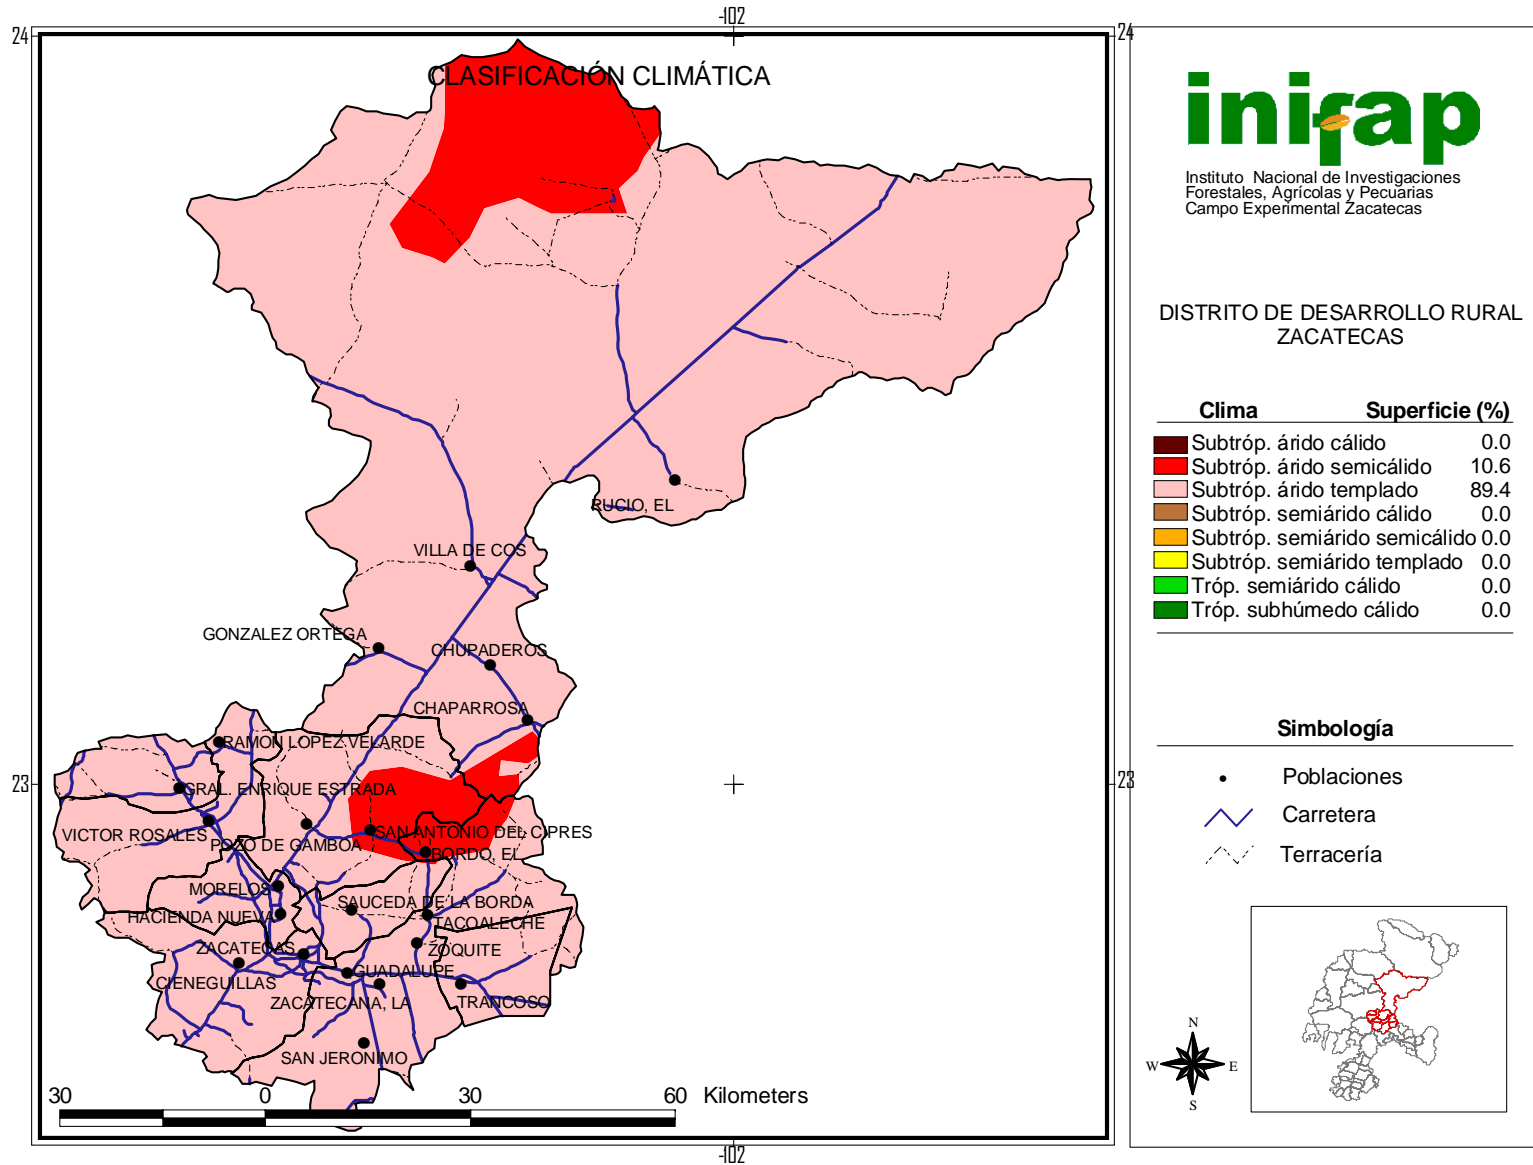 -102
24
24
CLASIFICACIÓN CLIMÁTICA
RUCIO, EL
VILLA DE COS
GONZALEZ ORTEGA
CHUPADEROS
CHAPARROSA
RAMON LOPEZ VELARDE
23
23
GRAL. ENRIQUE ESTRADA
VICTOR ROSALES
SAN ANTONIO DEL CIPRES
POZO DE GAMBOA
BORDO, EL
MORELOS
SAUCEDA DE LA BORDA
HACIENDA NUEVA
TACOALECHE
ZACATECAS
ZOQUITE
CIENEGUILLAS
GUADALUPE
ZACATECANA, LA
TRANCOSO
SAN JERONIMO
30 0 30 60 Kilometers
-102
inifap
Instituto Nacional de Investigaciones
Forestales, Agrícolas y Pecuarias
Campo Experimental Zacatecas
DISTRITO DE DESARROLLO RURAL
ZACATECAS
Clima Superficie (%)
Subtróp. árido cálido 0.0
Subtróp. árido semicálido 10.6
Subtróp. árido templado 89.4
Subtróp. semiárido cálido 0.0
Subtróp. semiárido semicálido 0.0
Subtróp. semiárido templado 0.0
Tróp. semiárido cálido 0.0
Tróp. subhúmedo cálido 0.0
Simbología
Poblaciones
Carretera
Terracería
N
W E
S